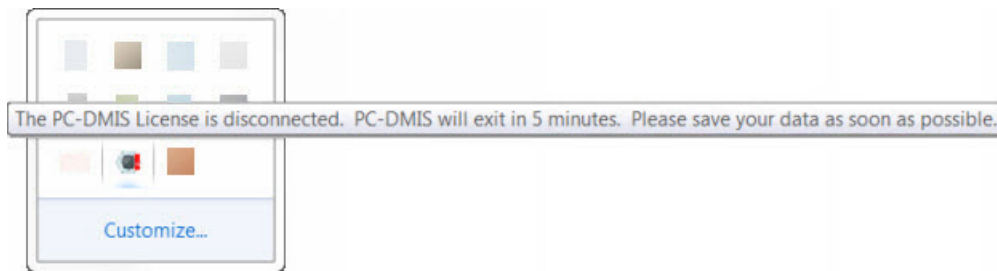 The PC-DMIS License is disconnected. PC-DMIS will exit in 5 minutes. Please save your data as soon as possible.
Customize...